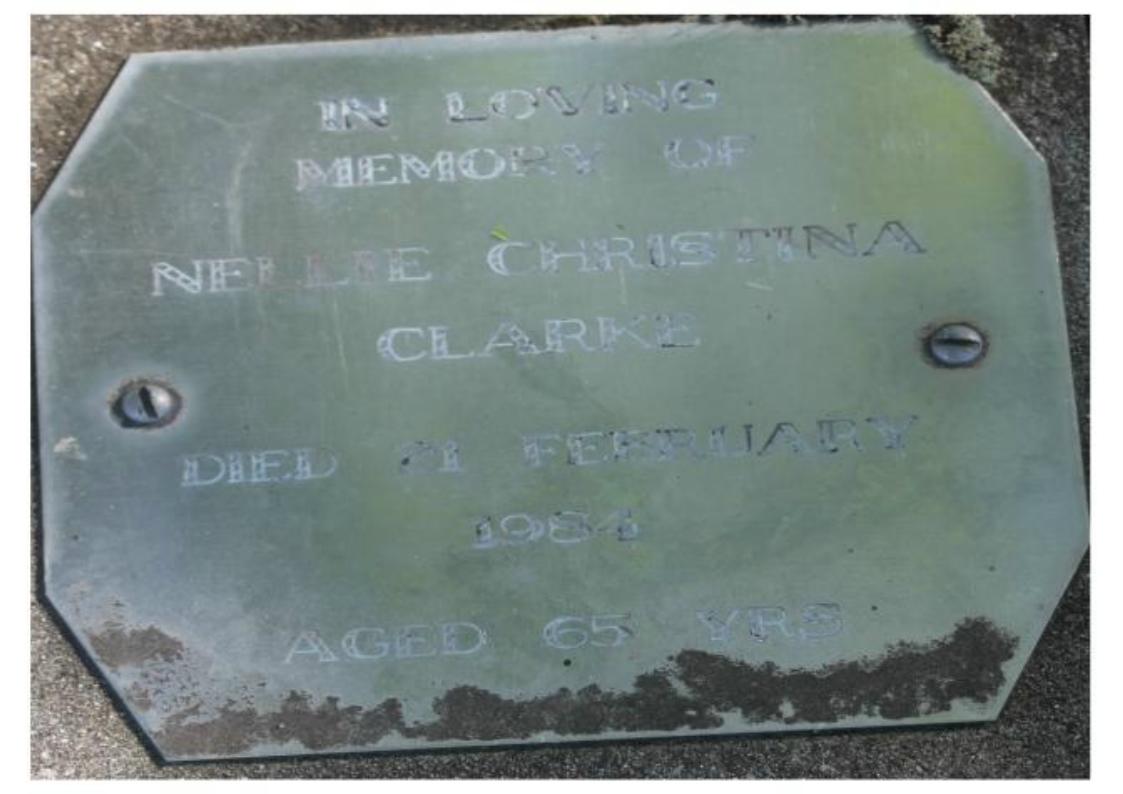 IN LOVING
MEMORY OF
NELLIE CHRISTINA
CLARKE
DIED 21 FEBRUARY
1984
AGED 65 YRS